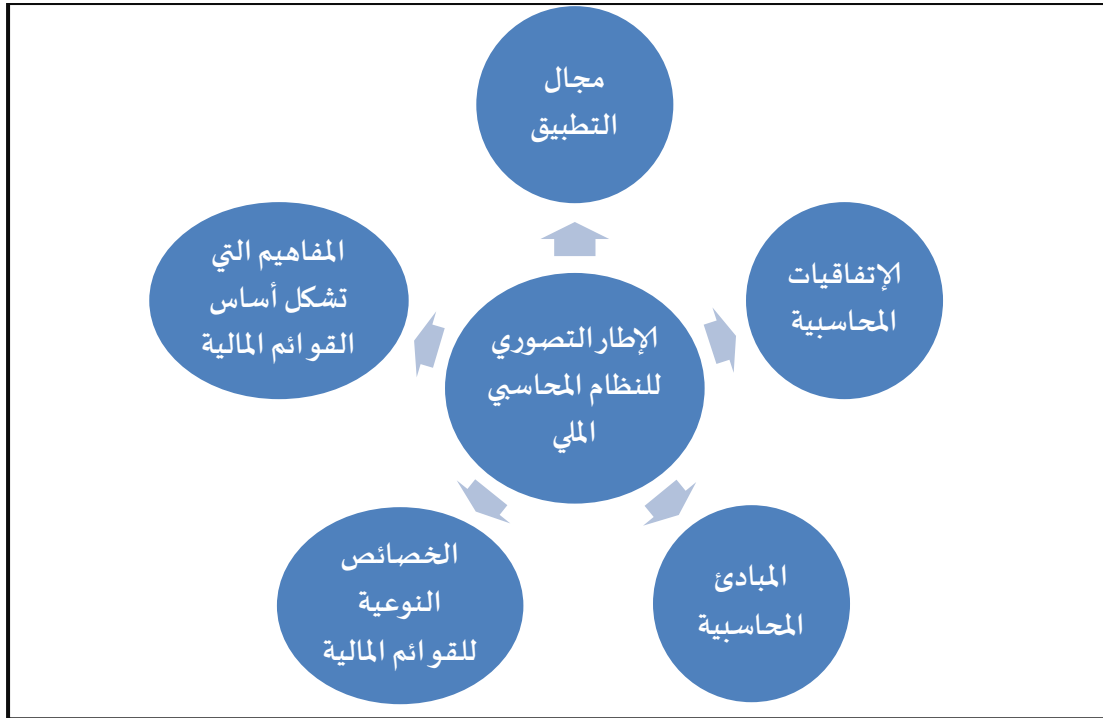 مجال
التطبيق
الإتفاقيات
المحاسبية
المبادئ
المحاسبية
الخصائص
النوعية
للقوائم المالية
المفاهيم التي
تشكل أساس
القوائم المالية
الإطار التصوري
للنظام المحاسبي
الملي